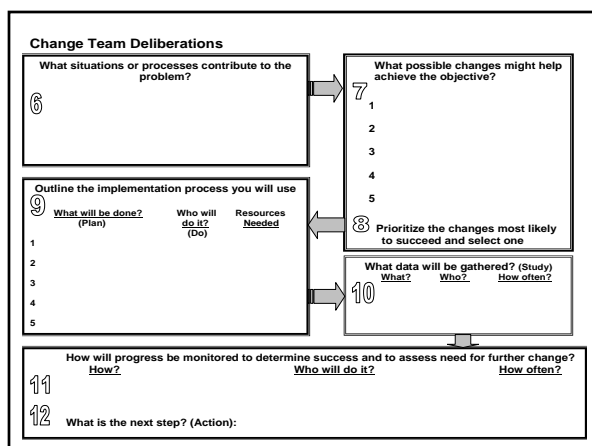 Change Team Deliberations
What situations or processes contribute to the
problem?
6
What possible changes might help
achieve the objective?
7
1
2
3
4
5
8 Prioritize the changes most likely
to succeed and select one
Outline the implementation process you will use
9
What will be done? Who will Resources
(Plan) do it? Needed
(Do)
1
2
3
4
5
What data will be gathered? (Study)
What? Who? How often?
10
How will progress be monitored to determine success and to assess need for further change?
How? Who will do it? How often?
11
12 What is the next step? (Action):